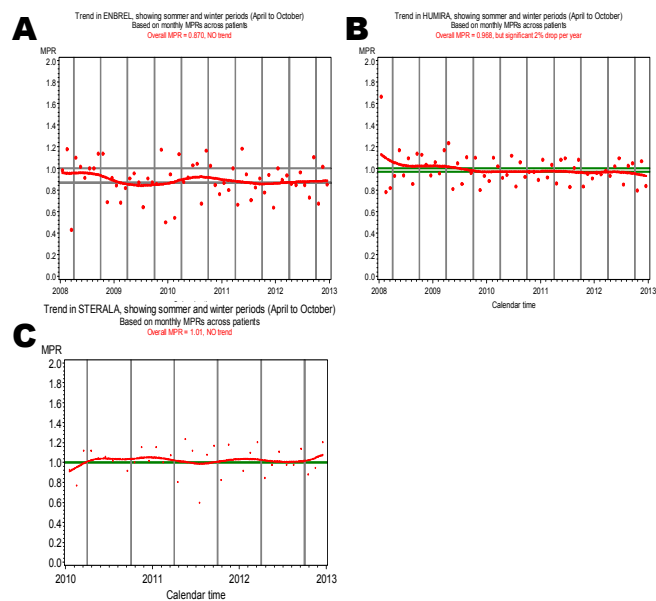 A
Trend in ENBREL, showing sommer and winter periods (April to October)
Based on monthly MPRs across patients
Overall MPR = 0.870, NO trend
MPR
2.0
1.8
1.6
1.4
1.2
1.0
0.8
0.6
0.4
0.2
0.0
2008 2009 2010 2011 2012 2013
B
Trend in HUMIRA, showing sommer and winter periods (April to October)
Based on monthly MPRs across patients
Overall MPR = 0.968, but significant 2% drop per year
MPR
2.0
1.8
1.6
1.4
1.2
1.0
0.8
0.6
0.4
0.2
0.0
2008 2009 2010 2011 2012 2013
Calendar time
C
Trend in STERALA, showing sommer and winter periods (April to October)
Based on monthly MPRs across patients
Overall MPR = 1.01, NO trend
MPR
2.0
1.8
1.6
1.4
1.2
1.0
0.8
0.6
0.4
0.2
0.0
2010 2011 2012 2013
Calendar time